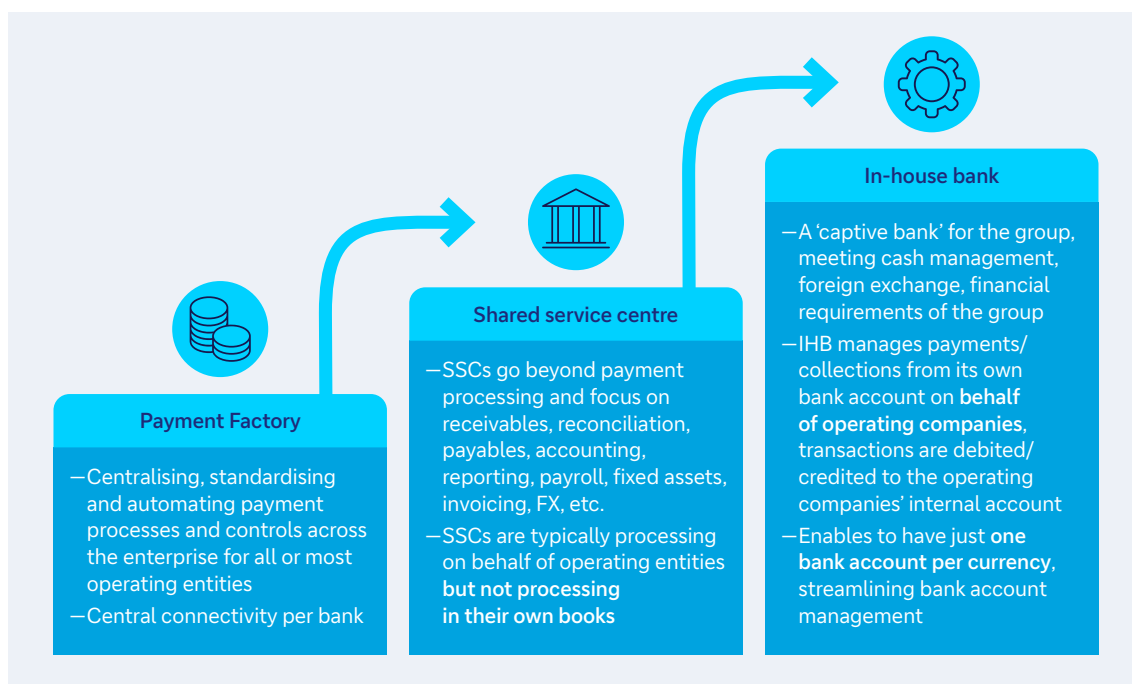 Payment Factory
—Centralising, standardising
and automating payment
processes and controls across
the enterprise for all or most
operating entities
—Central connectivity per bank
Shared service centre
—SSCs go beyond payment
processing and focus on
receivables, reconciliation,
payables, accounting,
reporting, payroll, fixed assets,
invoicing, FX, etc.
—SSCs are typically processing
on behalf of operating entities
but not processing
in their own books
In-house bank
—A ‘captive bank’ for the group,
meeting cash management,
foreign exchange, financial
requirements of the group
—IHB manages payments/
collections from its own
bank account on behalf
of operating companies,
transactions are debited/
credited to the operating
companies’ internal account
—Enables to have just one
bank account per currency,
streamlining bank account
management